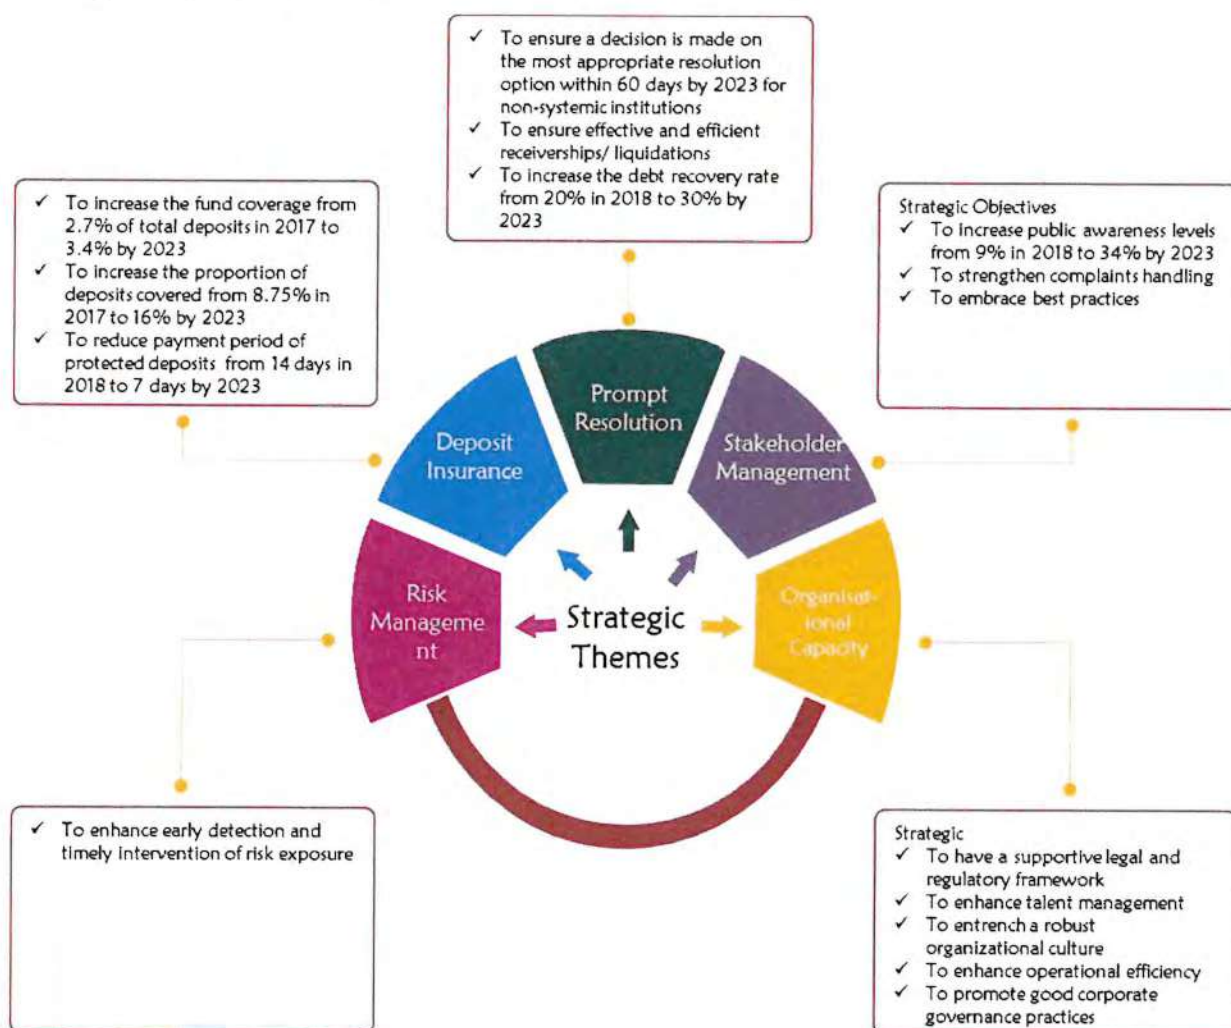 ✓ To ensure a decision is made on
the most appropriate resolution
option within 60 days by 2023 for
non-systemic institutions
✓ To ensure effective and efficient
receiverships/ liquidations
✓ To increase the debt recovery rate
from 20% in 2018 to 30% by
2023
✓ To increase the fund coverage from
2.7% of total deposits in 2017 to
3.4% by 2023
✓ To increase the proportion of
deposits covered from 8.75% in
2017 to 16% by 2023
✓ To reduce payment period of
protected deposits from 14 days in
2018 to 7 days by 2023
Strategic Objectives
✓ To increase public awareness levels
from 9% in 2018 to 34% by 2023
✓ To strengthen complaints handling
✓ To embrace best practices
Prompt
Resolution
Deposit
Insurance
Stakeholder
Management
Risk
Manageme
nt
Strategic
Themes
Organisat-
ional
Capacity
✓ To enhance early detection and
timely intervention of risk exposure
Strategic
✓ To have a supportive legal and
regulatory framework
✓ To enhance talent management
✓ To entrench a robust
organizational culture
✓ To enhance operational efficiency
✓ To promote good corporate
governance practices